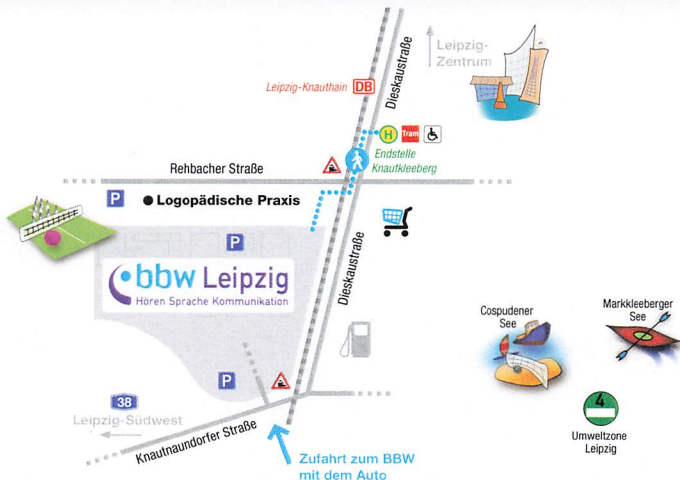 Leipzig-
Zentrum
Dieskaustraße
Leipzig-Knauthain DB
H Tram
Endstelle
Knautkleeberg
Rehbacher Straße
P
Logopädische Praxis
P
bbw Leipzig
Hören Sprache Kommunikation
Dieskaustraße
Cospudener
See
Markkleeberger
See
P
38
Leipzig-Südwest
Knautnaundorfer Straße
4
Umweltzone
Leipzig
Zufahrt zum BBW
mit dem Auto